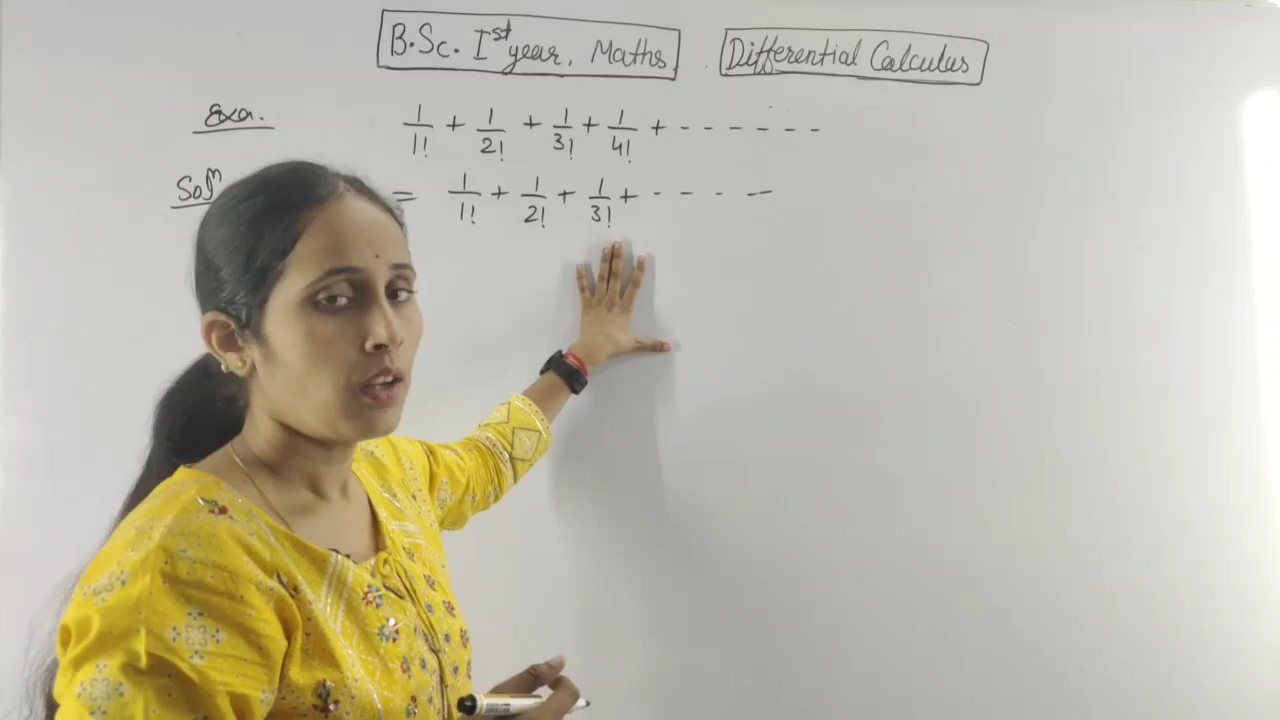 B.Sc. Ist year, Maths.
Differential Calculus
Exa. 1/1! + 1/2! + 1/3! + 1/4! + - - - - - -
Soln = 1/1! + 1/2! + 1/3! + - - - -